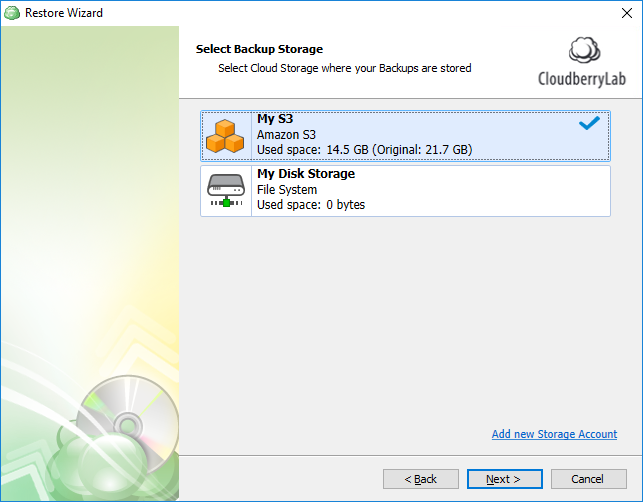 Restore Wizard
Select Backup Storage
Select Cloud Storage where your Backups are stored
CloudberryLab
My S3
Amazon S3
Used space: 14.5 GB (Original: 21.7 GB)
My Disk Storage
File System
Used space: 0 bytes
Add new Storage Account
< Back
Next >
Cancel